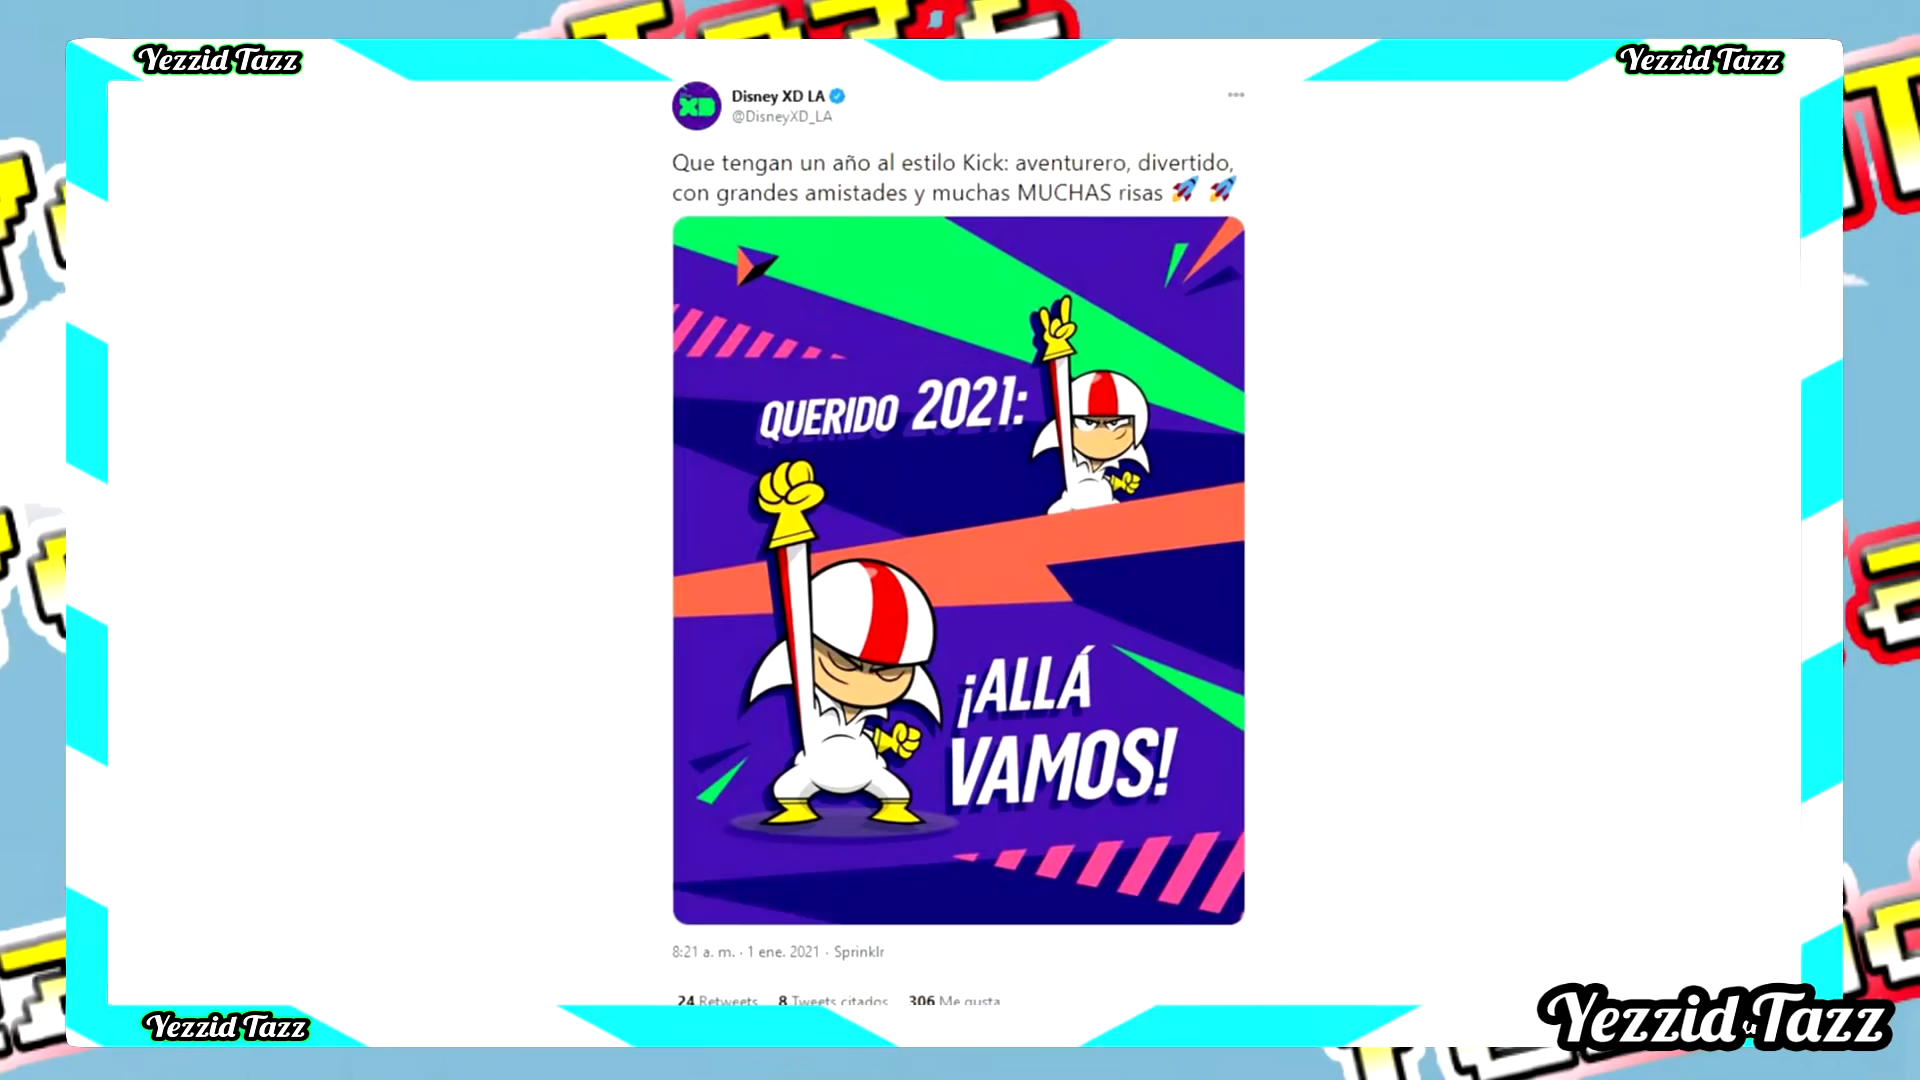 Yezzid Tazz
Yezzid Tazz
XD
Disney XD LA
@DisneyXD_LA
Que tengan un año al estilo Kick: aventurero, divertido,
con grandes amistades y muchas MUCHAS risas 🚀 🚀
QUERIDO 2021:
¡ALLÁ
VAMOS!
8:21 a. m. · 1 ene. 2021 · Sprinklr
24 Retweets 8 Tweets citados 306 Me gusta
Yezzid Tazz
Yezzid Tazz